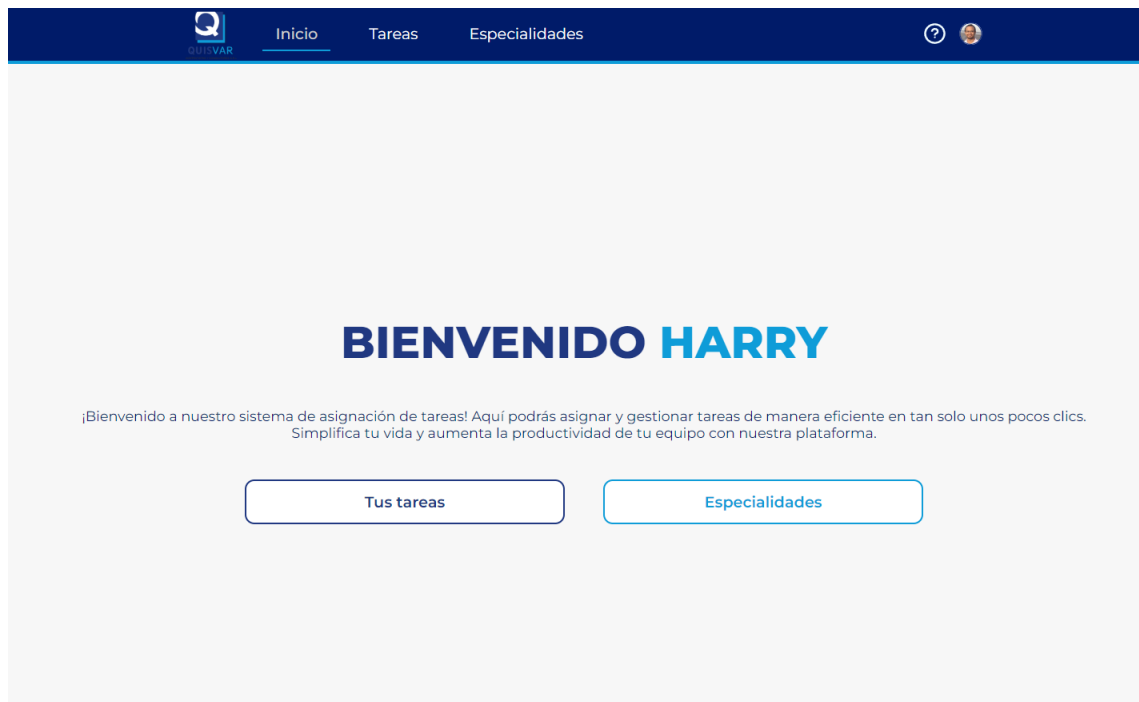 Q
QUISVAR
Inicio
Tareas
Especialidades
?
BIENVENIDO HARRY
¡Bienvenido a nuestro sistema de asignación de tareas! Aquí podrás asignar y gestionar tareas de manera eficiente en tan solo unos pocos clics.
Simplifica tu vida y aumenta la productividad de tu equipo con nuestra plataforma.
Tus tareas
Especialidades